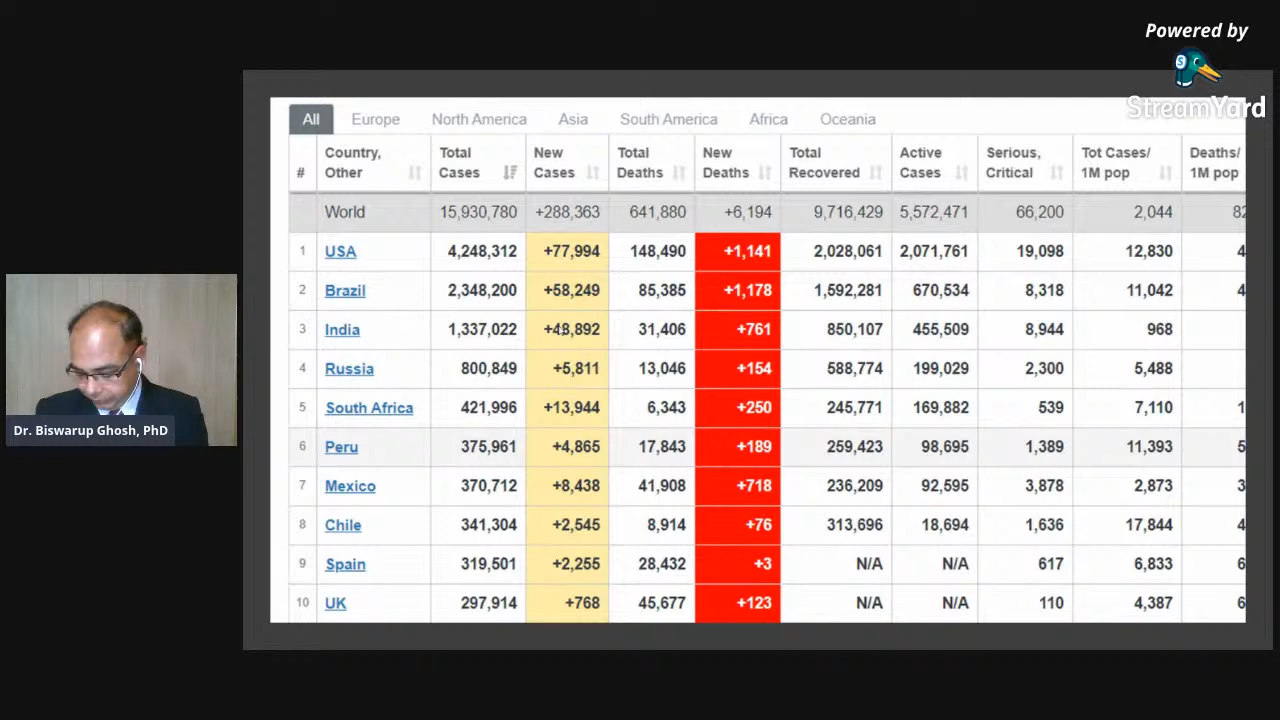 Powered by
StreamYard
All Europe North America Asia South America Africa Oceania
# Country, Other Total Cases New Cases Total Deaths New Deaths Total Recovered Active Cases Serious, Critical Tot Cases/ 1M pop Deaths/ 1M pop
World 15,930,780 +288,363 641,880 +6,194 9,716,429 5,572,471 66,200 2,044 82
1 USA 4,248,312 +77,994 148,490 +1,141 2,028,061 2,071,761 19,098 12,830 4
2 Brazil 2,348,200 +58,249 85,385 +1,178 1,592,281 670,534 8,318 11,042 4
3 India 1,337,022 +48,892 31,406 +761 850,107 455,509 8,944 968
4 Russia 800,849 +5,811 13,046 +154 588,774 199,029 2,300 5,488
5 South Africa 421,996 +13,944 6,343 +250 245,771 169,882 539 7,110 1
6 Peru 375,961 +4,865 17,843 +189 259,423 98,695 1,389 11,393 5
7 Mexico 370,712 +8,438 41,908 +718 236,209 92,595 3,878 2,873 3
8 Chile 341,304 +2,545 8,914 +76 313,696 18,694 1,636 17,844 4
9 Spain 319,501 +2,255 28,432 +3 N/A N/A 617 6,833 6
10 UK 297,914 +768 45,677 +123 N/A N/A 110 4,387 6
Dr. Biswarup Ghosh, PhD